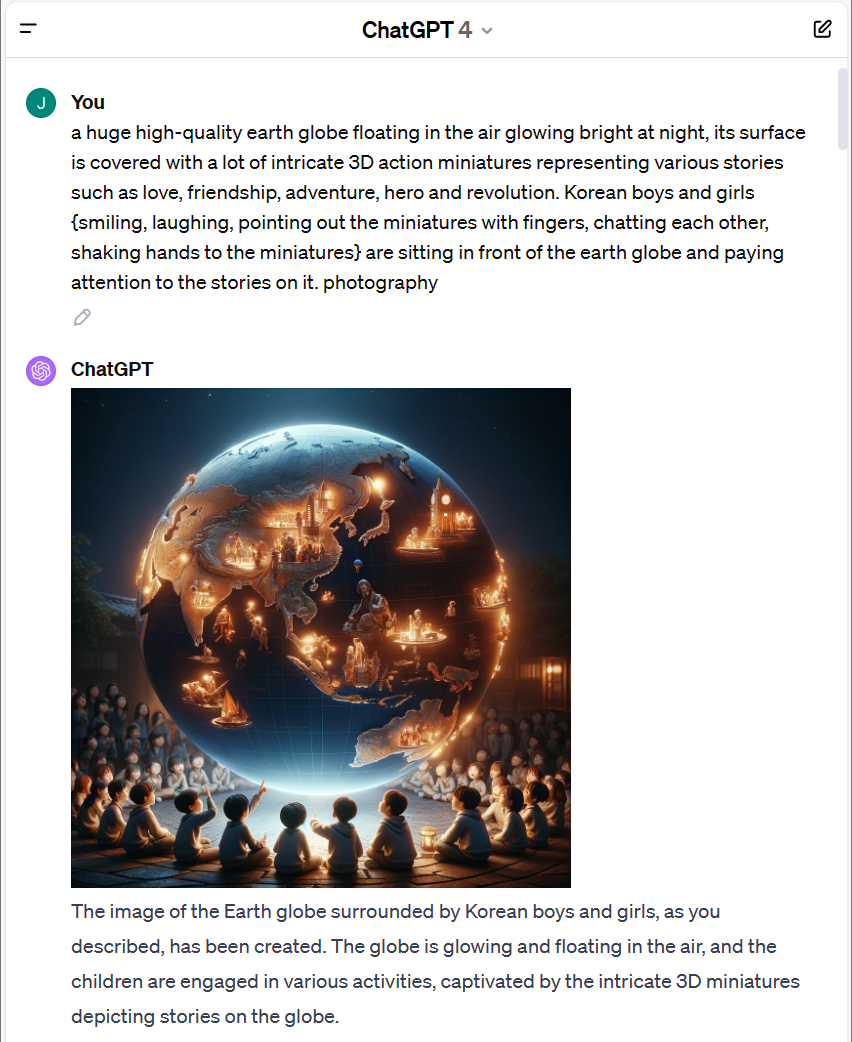 ChatGPT 4
J
You
a huge high-quality earth globe floating in the air glowing bright at night, its surface
is covered with a lot of intricate 3D action miniatures representing various stories
such as love, friendship, adventure, hero and revolution. Korean boys and girls
{smiling, laughing, pointing out the miniatures with fingers, chatting each other,
shaking hands to the miniatures} are sitting in front of the earth globe and paying
attention to the stories on it. photography
ChatGPT
The image of the Earth globe surrounded by Korean boys and girls, as you
described, has been created. The globe is glowing and floating in the air, and the
children are engaged in various activities, captivated by the intricate 3D miniatures
depicting stories on the globe.